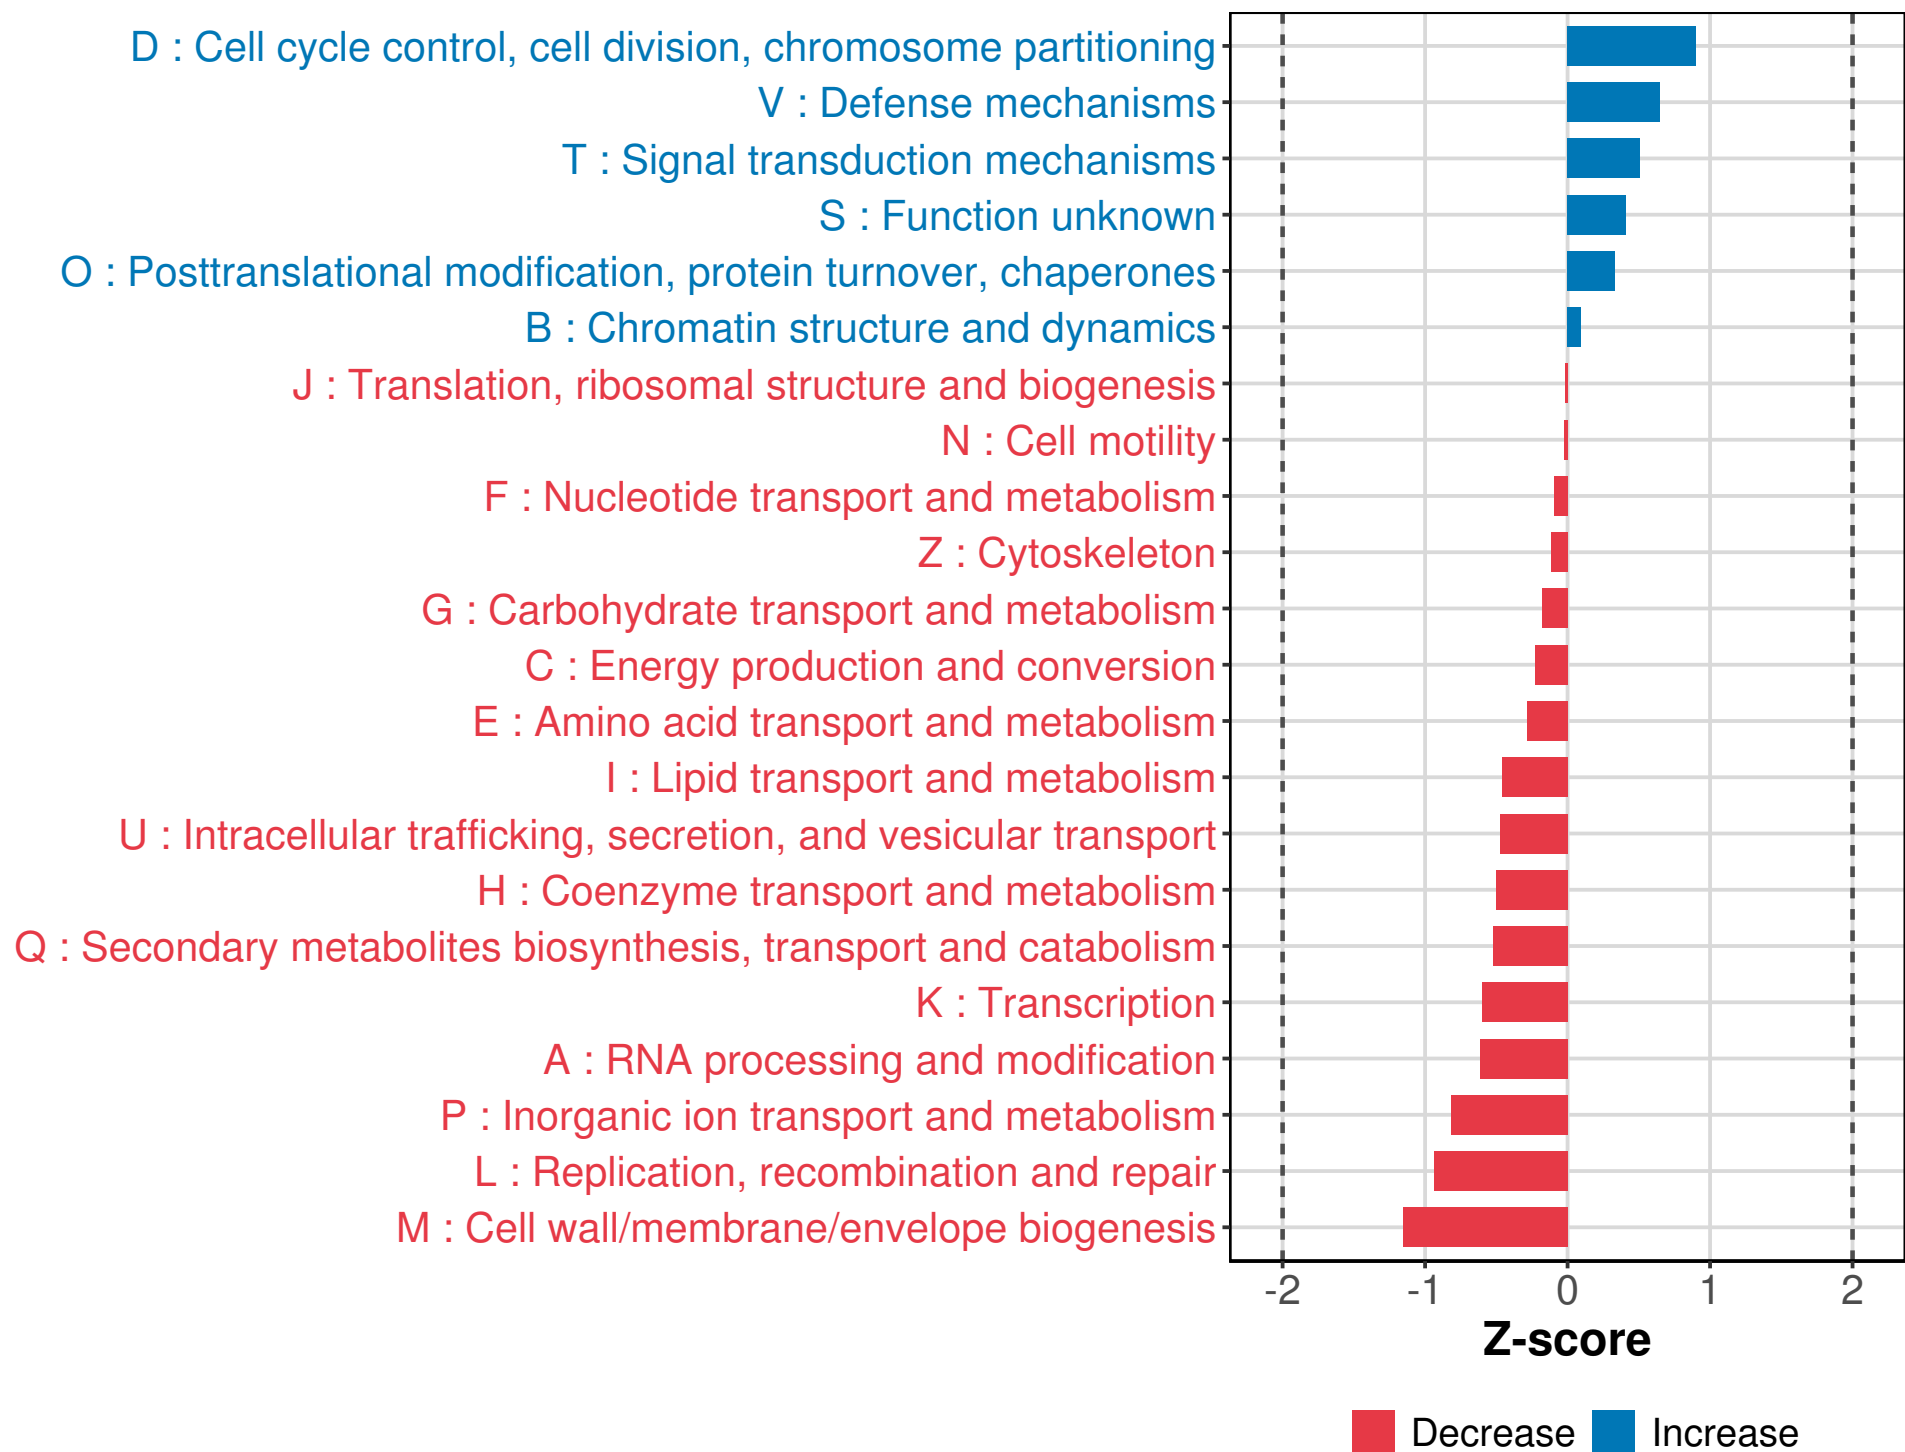 D : Cell cycle control, cell division, chromosome partitioning
V : Defense mechanisms
T : Signal transduction mechanisms
S : Function unknown
O : Posttranslational modification, protein turnover, chaperones
B : Chromatin structure and dynamics
J : Translation, ribosomal structure and biogenesis
N : Cell motility
F : Nucleotide transport and metabolism
Z : Cytoskeleton
G : Carbohydrate transport and metabolism
C : Energy production and conversion
E : Amino acid transport and metabolism
I : Lipid transport and metabolism
U : Intracellular trafficking, secretion, and vesicular transport
H : Coenzyme transport and metabolism
Q : Secondary metabolites biosynthesis, transport and catabolism
K : Transcription
A : RNA processing and modification
P : Inorganic ion transport and metabolism
L : Replication, recombination and repair
M : Cell wall/membrane/envelope biogenesis
-2 -1 0 1 2
Z-score
Decrease Increase